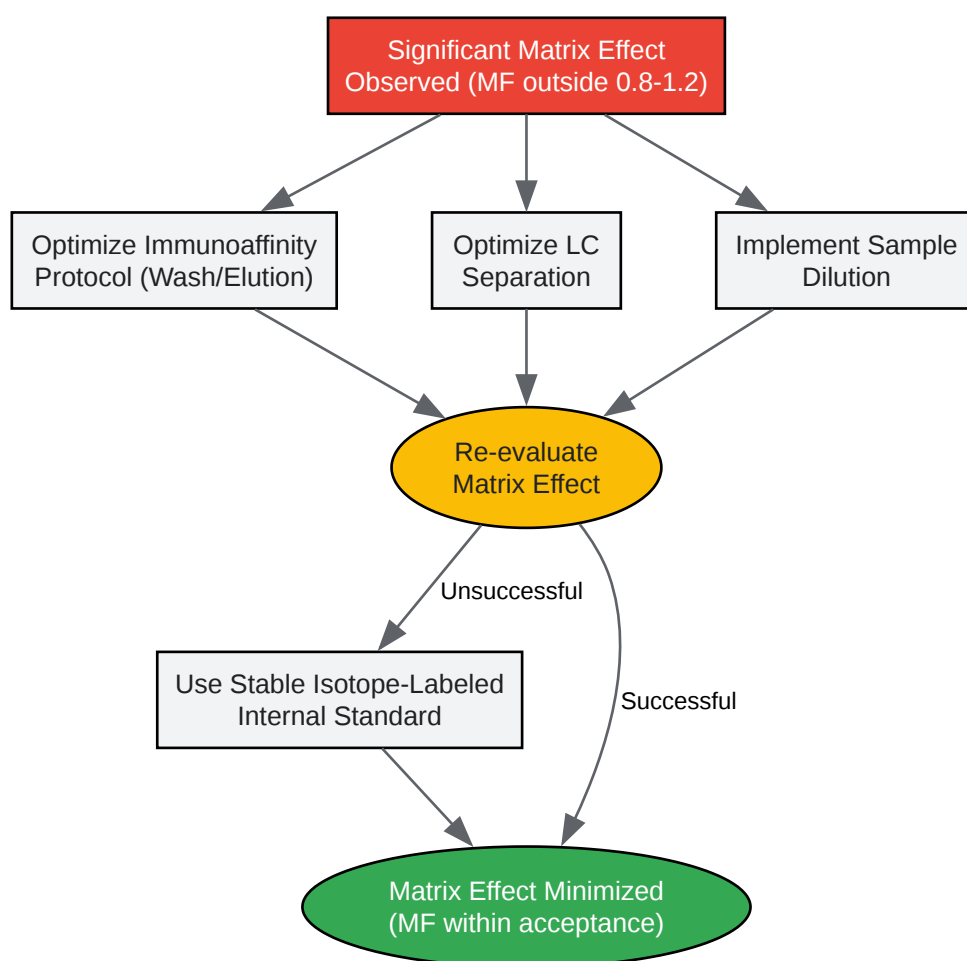 Significant Matrix Effect
Observed (MF outside 0.8-1.2)
Optimize Immunoaffinity
Protocol (Wash/Elution)
Optimize LC
Separation
Implement Sample
Dilution
Re-evaluate
Matrix Effect
Unsuccessful
Use Stable Isotope-Labeled
Internal Standard
Successful
Matrix Effect Minimized
(MF within acceptance)